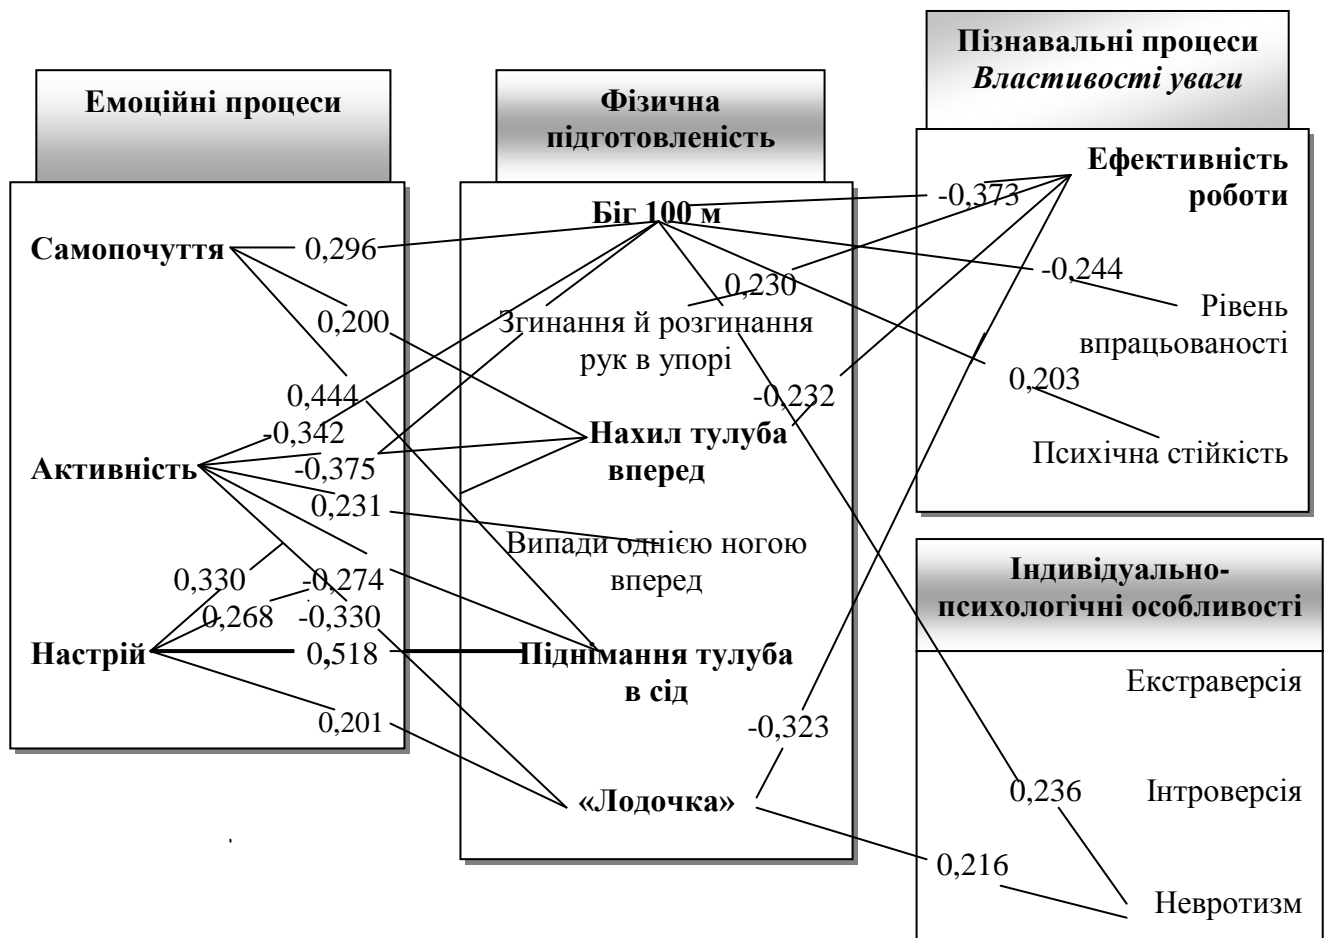 Емоційні процеси
Самопочуття
Активність
Настрій
0,296
0,200
0,444
-0,342
-0,375
0,231
0,330
-0,274
0,268
-0,330
0,518
0,201
Фізична
підготовленість
Біг 100 м
Згинання й розгинання
рук в упорі
Нахил тулуба
вперед
Випади однією ногою
вперед
Піднімання тулуба
в сід
«Лодочка»
0,230
-0,232
-0,323
Пізнавальні процеси
Властивості уваги
Ефективність
роботи
-0,373
-0,244
Рівень
впрацьованості
0,203
Психічна стійкість
Індивідуально-
психологічні особливості
Екстраверсія
0,236
Інтроверсія
0,216
Невротизм